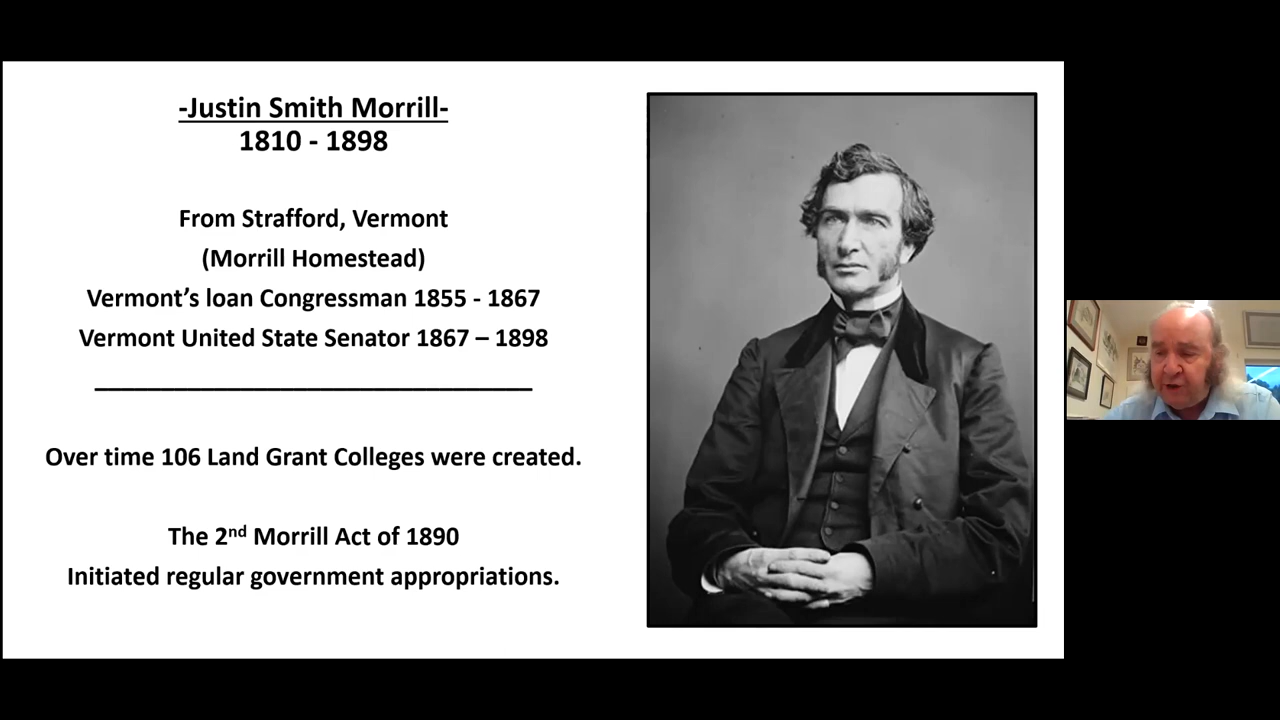 -Justin Smith Morrill-
1810 - 1898
From Strafford, Vermont
(Morrill Homestead)
Vermont’s loan Congressman 1855 - 1867
Vermont United State Senator 1867 – 1898
Over time 106 Land Grant Colleges were created.
The 2nd Morrill Act of 1890
Initiated regular government appropriations.